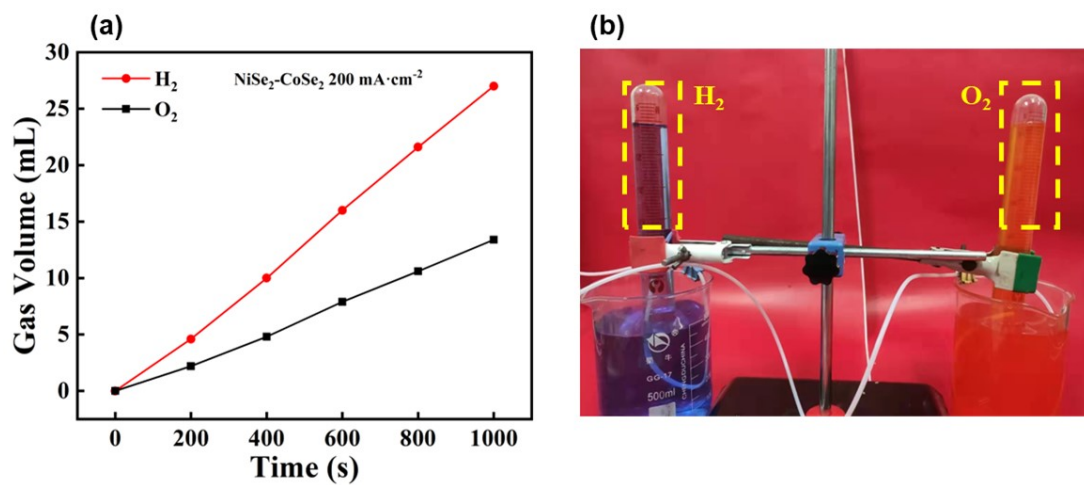 (a)
(b)
30
25
20
15
10
5
0
Gas Volume (mL)
H₂
O₂
NiSe₂-CoSe₂ 200 mA·cm⁻²
0 200 400 600 800 1000
Time (s)
H₂
O₂
GG-17
500ml